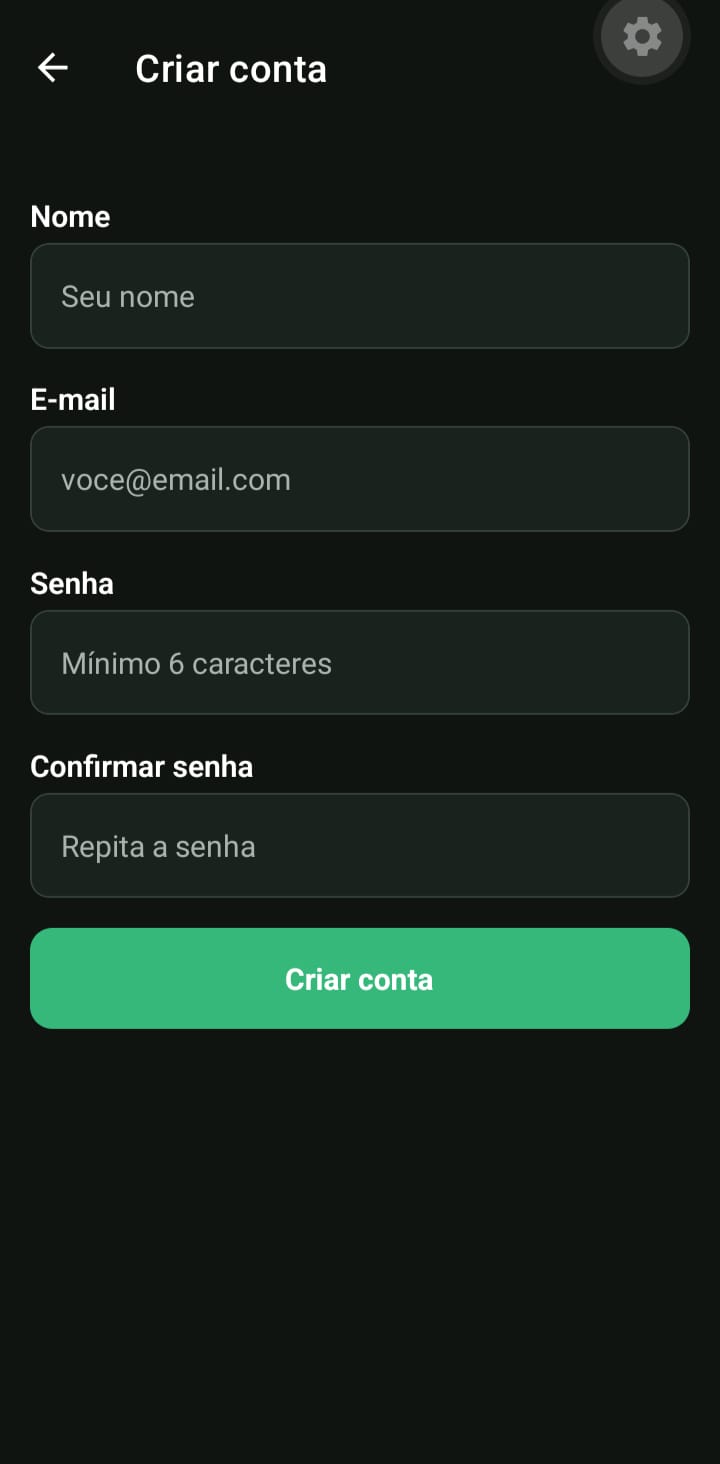 Criar conta
Nome
Seu nome
E-mail
voce@email.com
Senha
Mínimo 6 caracteres
Confirmar senha
Repita a senha
Criar conta